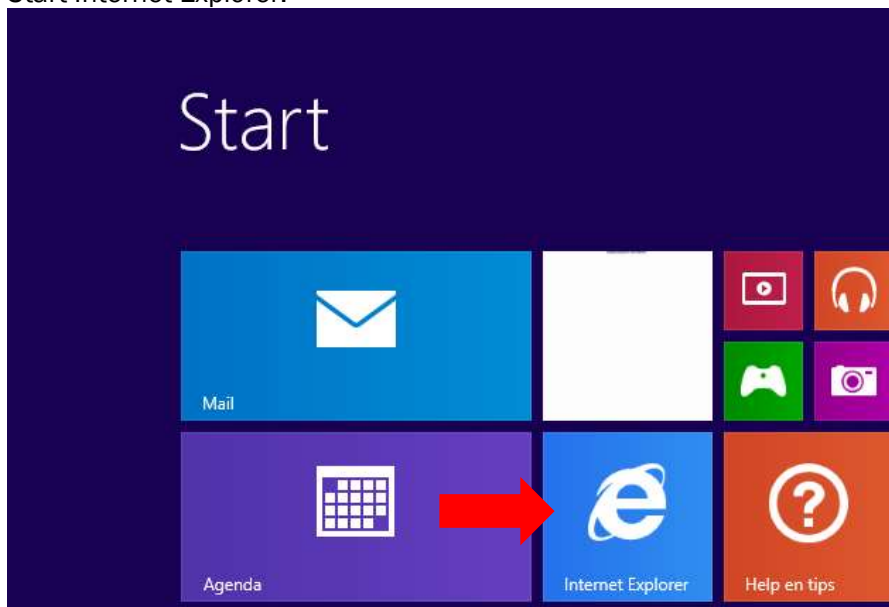 Start Internet Explorer.
Start
Mail
Agenda
Internet Explorer
Help en tips